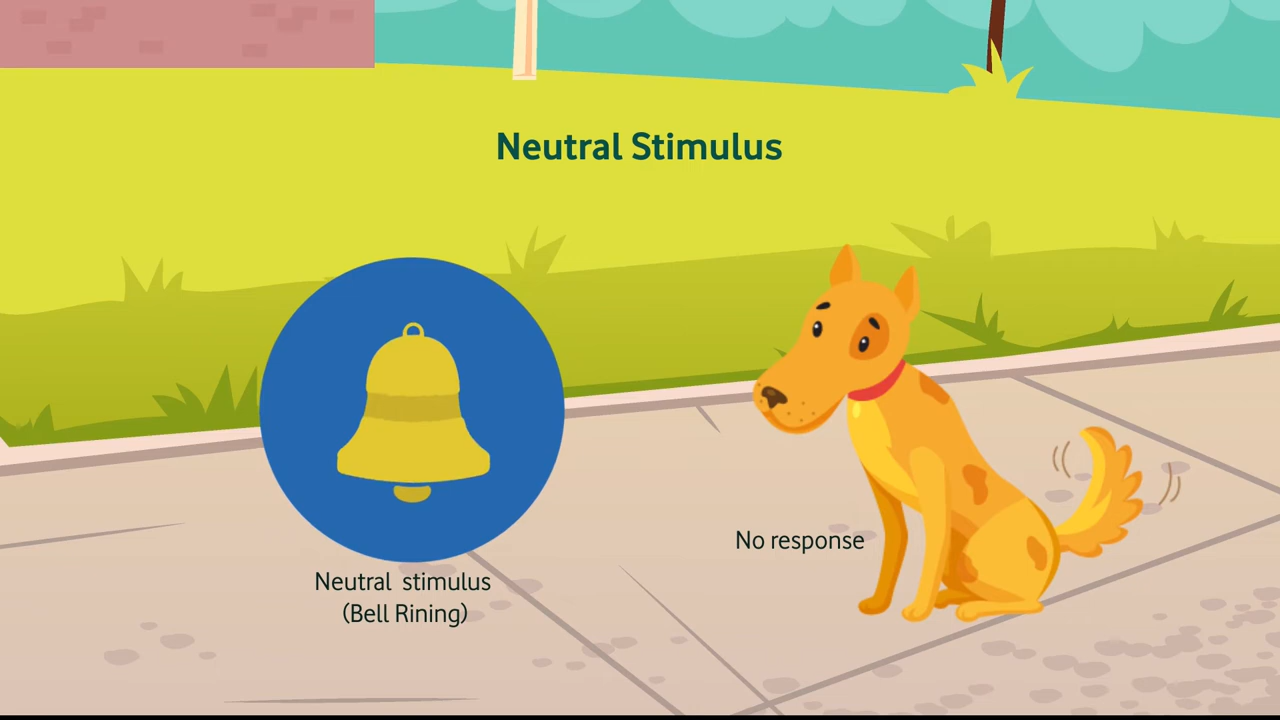 Neutral Stimulus
No response
Neutral stimulus
(Bell Rining)